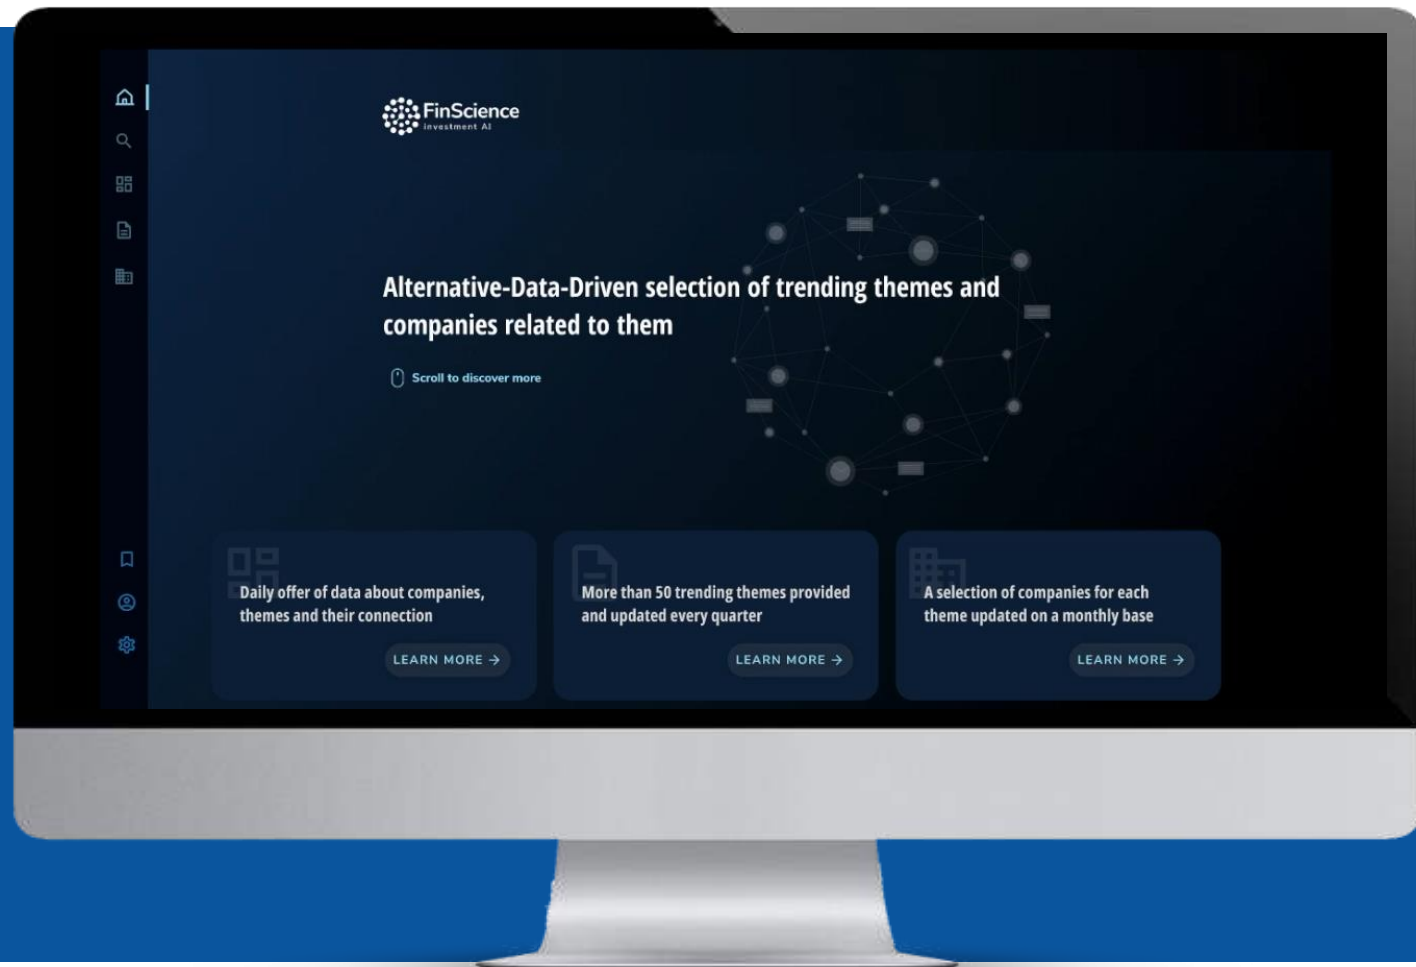 FinScience
investment AI
Alternative-Data-Driven selection of trending themes and
companies related to them
Scroll to discover more
Daily offer of data about companies,
themes and their connection
LEARN MORE →
More than 50 trending themes provided
and updated every quarter
LEARN MORE →
A selection of companies for each
theme updated on a monthly base
LEARN MORE →